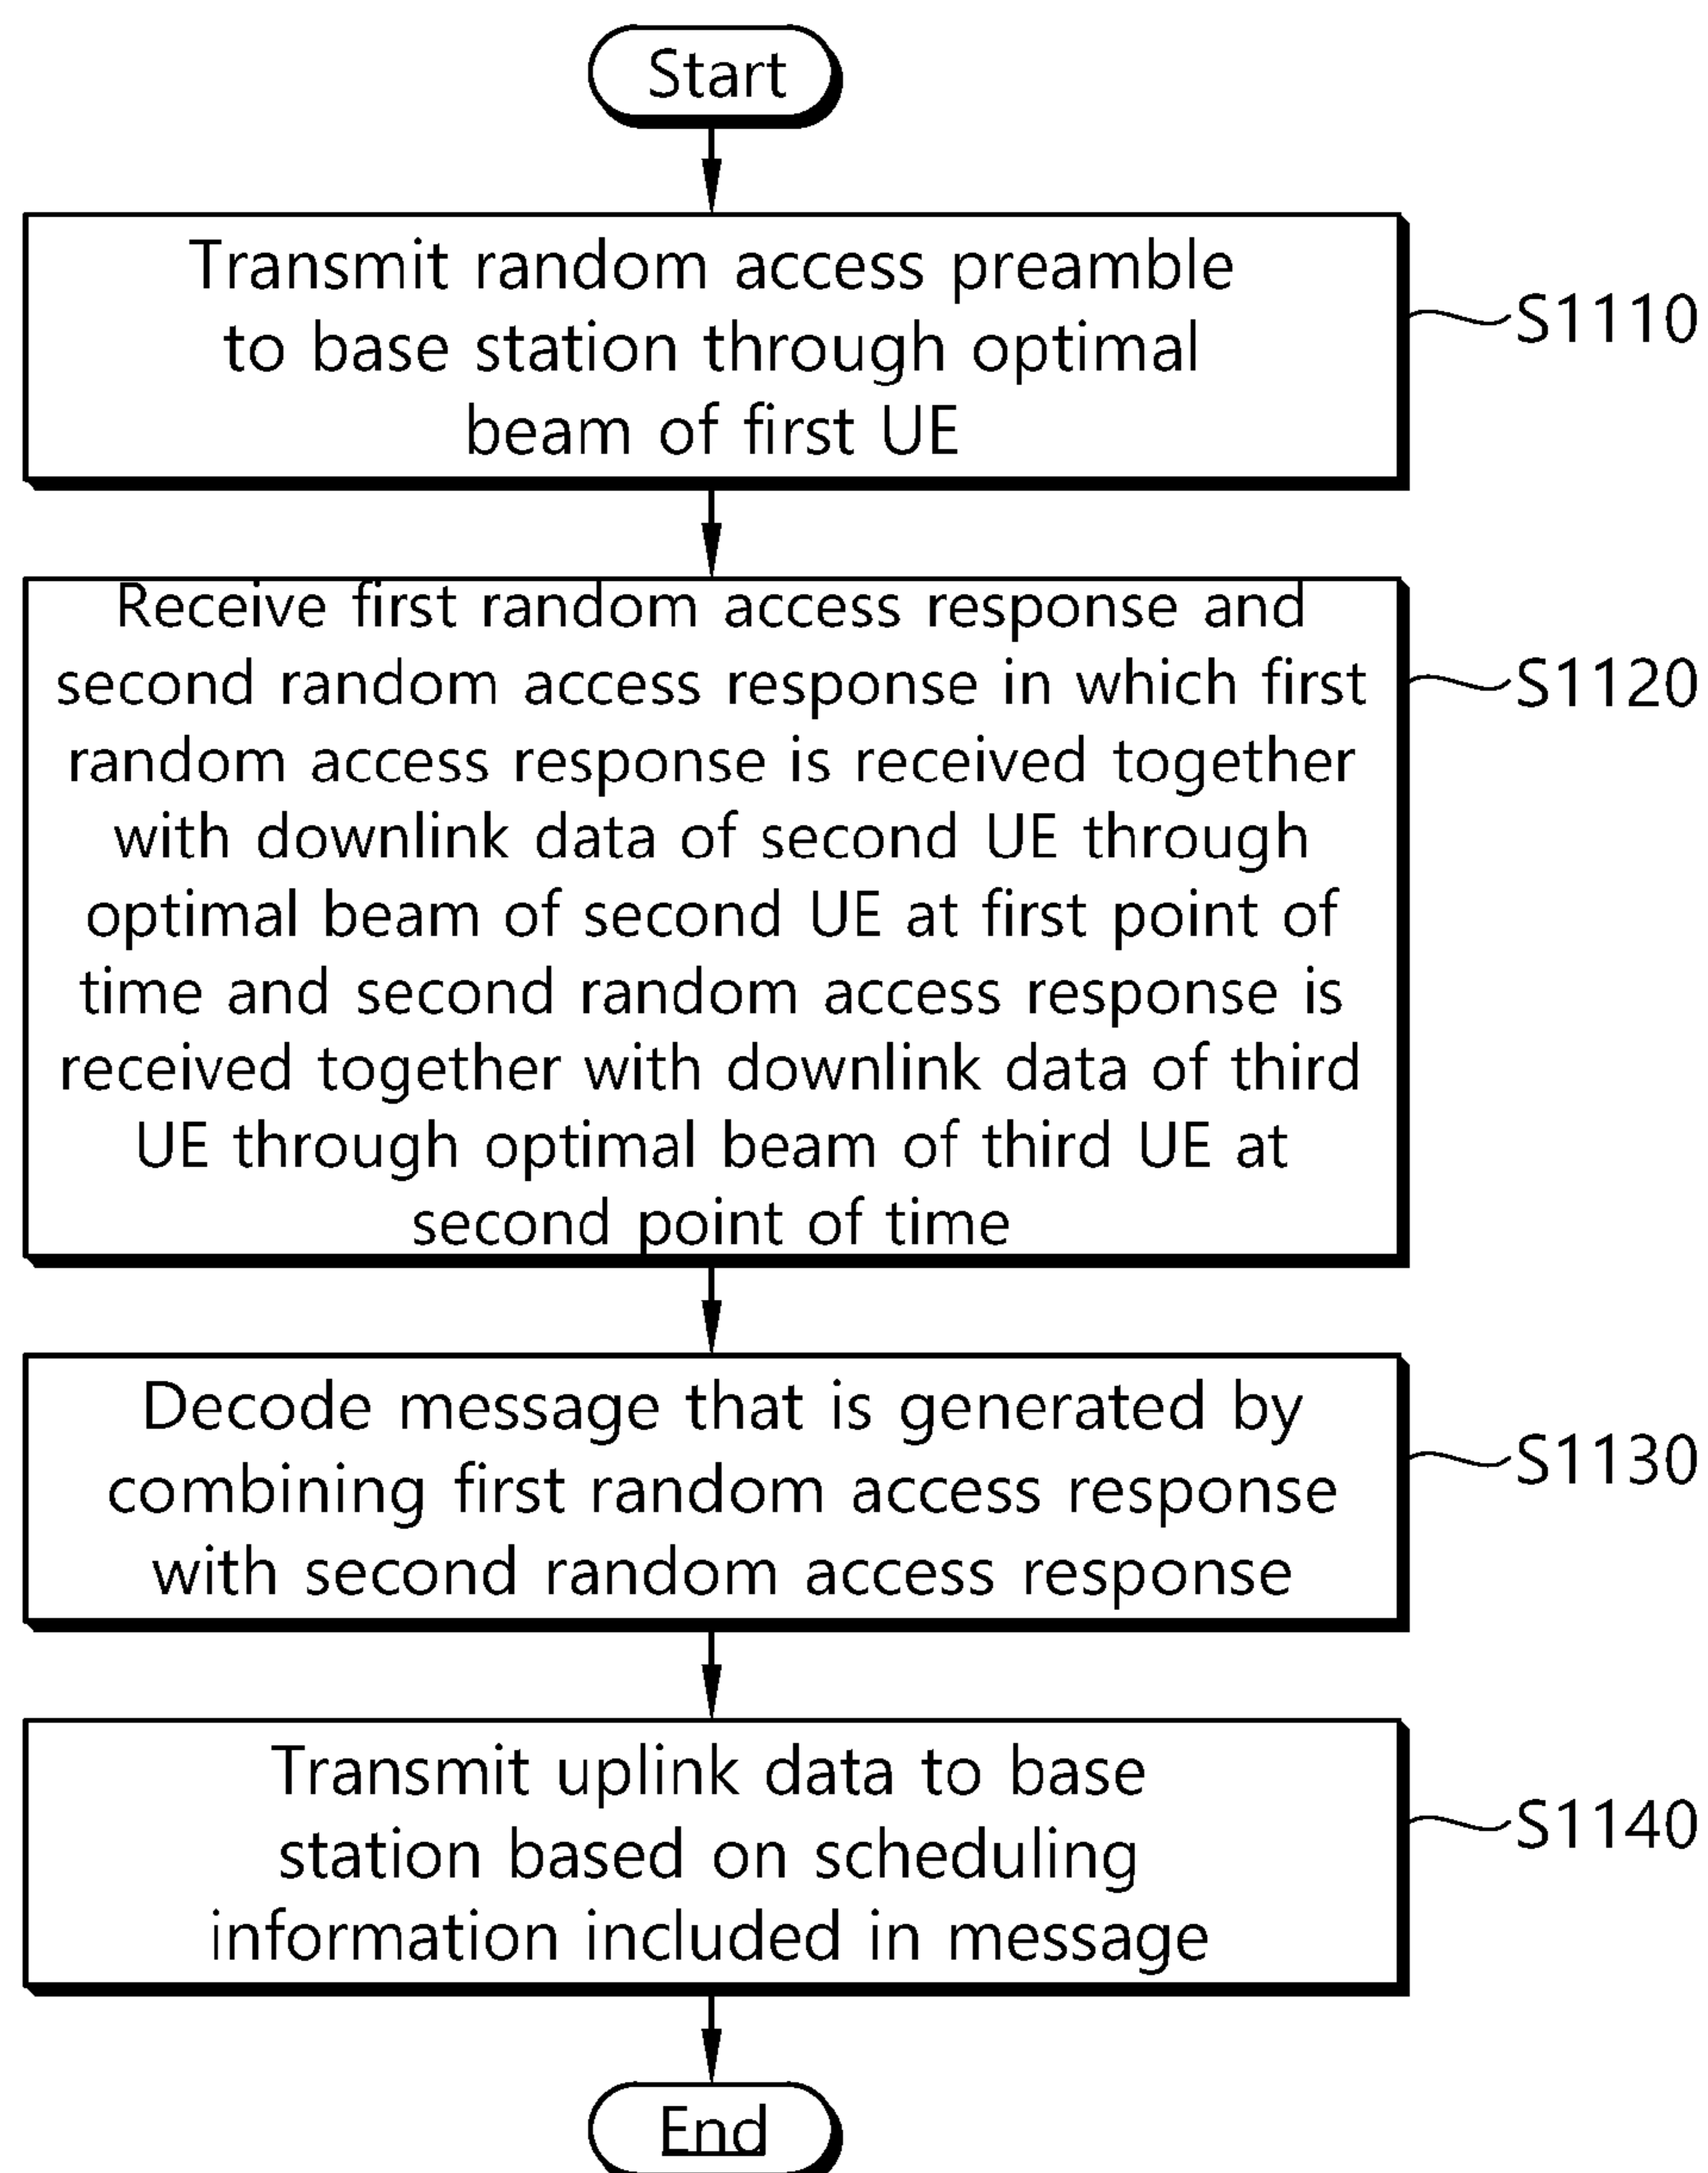 Start
Transmit random access preamble
to base station through optimal
beam of first UE
S1110
Receive first random access response and
second random access response in which first
random access response is received together
with downlink data of second UE through
optimal beam of second UE at first point of
time and second random access response is
received together with downlink data of third
UE through optimal beam of third UE at
second point of time
S1120
Decode message that is generated by
combining first random access response
with second random access response
S1130
Transmit uplink data to base
station based on scheduling
information included in message
S1140
End